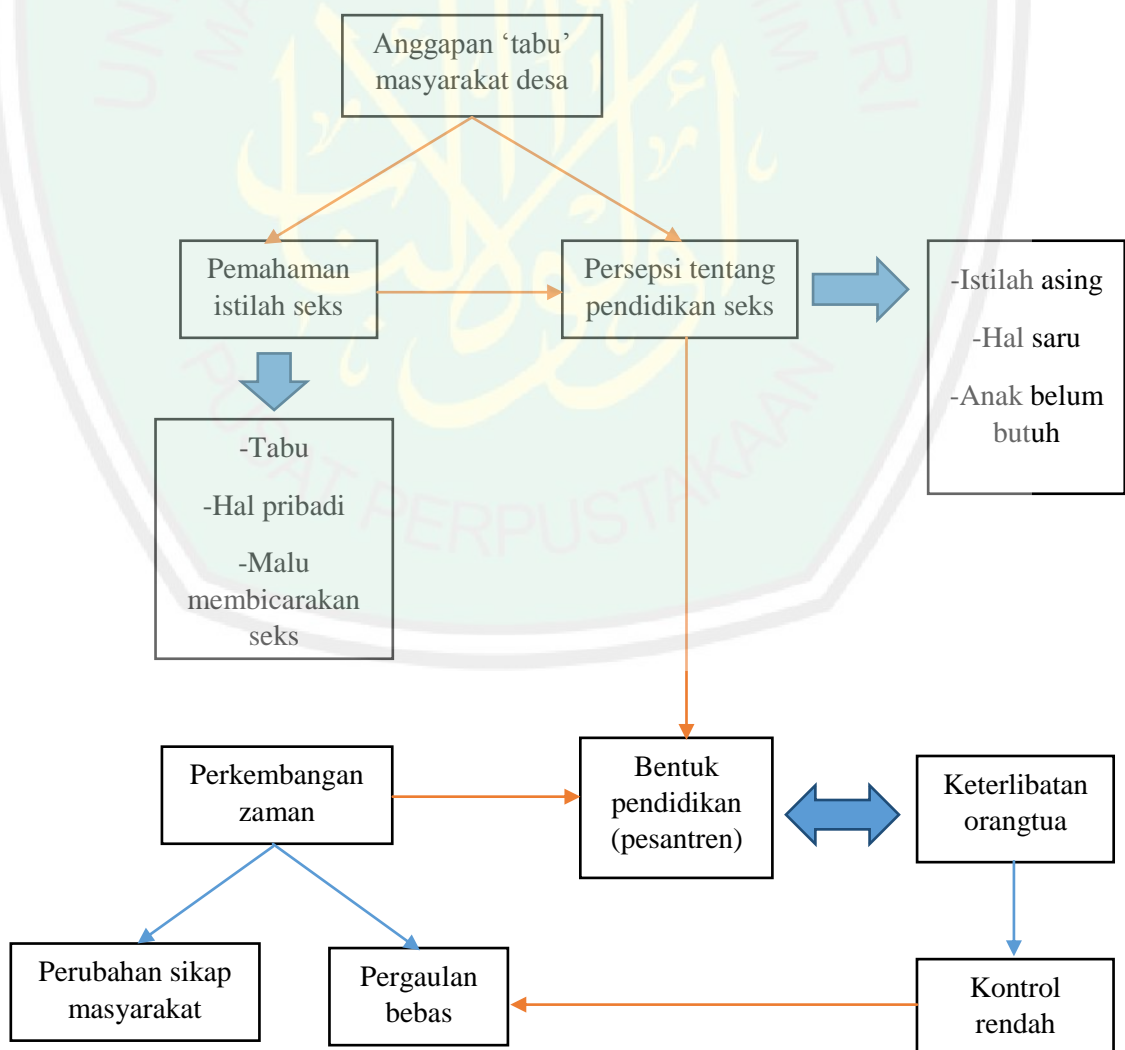 Anggapan ‘tabu’
masyarakat desa
Pemahaman
istilah seks
Persepsi tentang
pendidikan seks
-Istilah asing
-Hal saru
-Anak belum
butuh
-Tabu
-Hal pribadi
-Malu
membicarakan
seks
PUSAT PERPUSTAKAAN
Perkembangan
zaman
Bentuk
pendidikan
(pesantren)
Keterlibatan
orangtua
Perubahan sikap
masyarakat
Pergaulan
bebas
Kontrol
rendah